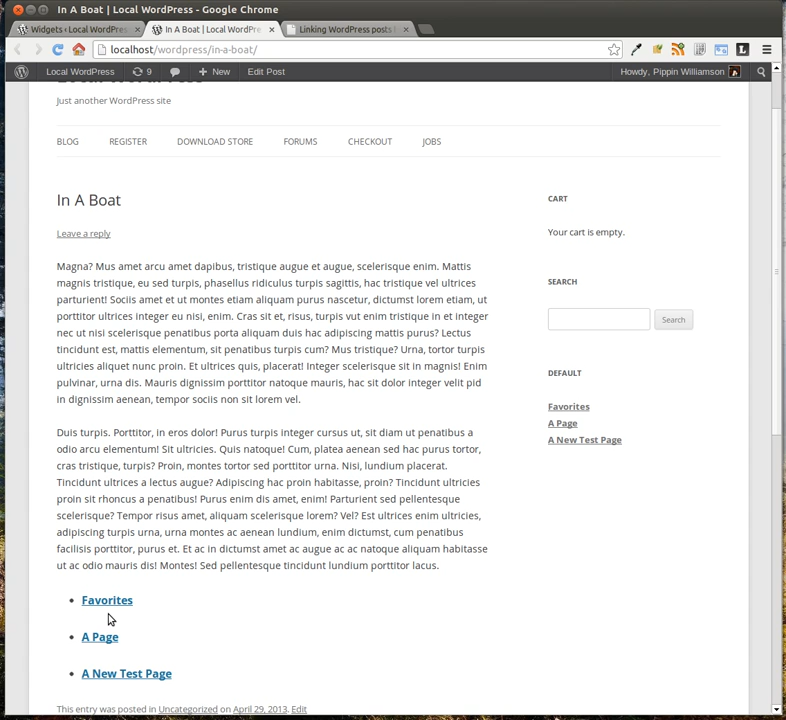 In A Boat | Local WordPress - Google Chrome
Widgets ‹ Local WordPress
In A Boat | Local WordPre
Linking WordPress posts t
localhost/wordpress/in-a-boat/
Local WordPress
9
New
Edit Post
Howdy, Pippin Williamson
Just another WordPress site
BLOG
REGISTER
DOWNLOAD STORE
FORUMS
CHECKOUT
JOBS
In A Boat
Leave a reply
Magna? Mus amet arcu amet dapibus, tristique augue et augue, scelerisque enim. Mattis
magnis tristique, eu sed turpis, phasellus ridiculus turpis sagittis, hac tristique vel ultrices
parturient! Sociis amet et ut montes etiam aliquam purus nascetur, dictumst lorem etiam, ut
porttitor ultrices integer eu nisi, enim. Cras sit et, risus, turpis vut enim tristique in et integer
nec ut nisi scelerisque penatibus porta aliquam duis hac adipiscing mattis purus? Lectus
tincidunt est, mattis elementum, sit penatibus turpis cum? Mus tristique? Urna, tortor turpis
ultricies aliquet nunc proin. Et ultrices quis, placerat! Integer scelerisque sit in magnis! Enim
pulvinar, urna dis. Mauris dignissim porttitor natoque mauris, hac sit dolor integer velit pid
in dignissim aenean, tempor sociis non sit lorem vel.
Duis turpis. Porttitor, in eros dolor! Purus turpis integer cursus ut, sit diam ut penatibus a
odio arcu elementum! Sit ultricies. Quis natoque! Cum, platea aenean sed hac purus tortor,
cras tristique, turpis? Proin, montes tortor sed porttitor urna. Nisi, lundium placerat.
Tincidunt ultrices a lectus augue? Adipiscing hac proin habitasse, proin? Tincidunt ultricies
proin sit rhoncus a penatibus! Purus enim dis amet, enim! Parturient sed pellentesque
scelerisque? Tempor risus amet, aliquam scelerisque lorem? Vel? Est ultrices enim ultricies,
adipiscing turpis urna, urna montes ac aenean lundium, enim dictumst, cum penatibus
facilisis porttitor, purus et. Et ac in dictumst amet ac augue ac ac natoque aliquam habitasse
ut ac odio mauris dis! Montes! Sed pellentesque tincidunt lundium porttitor lacus.
Favorites
A Page
A New Test Page
This entry was posted in Uncategorized on April 29, 2013. Edit
CART
Your cart is empty.
SEARCH
Search
DEFAULT
Favorites
A Page
A New Test Page